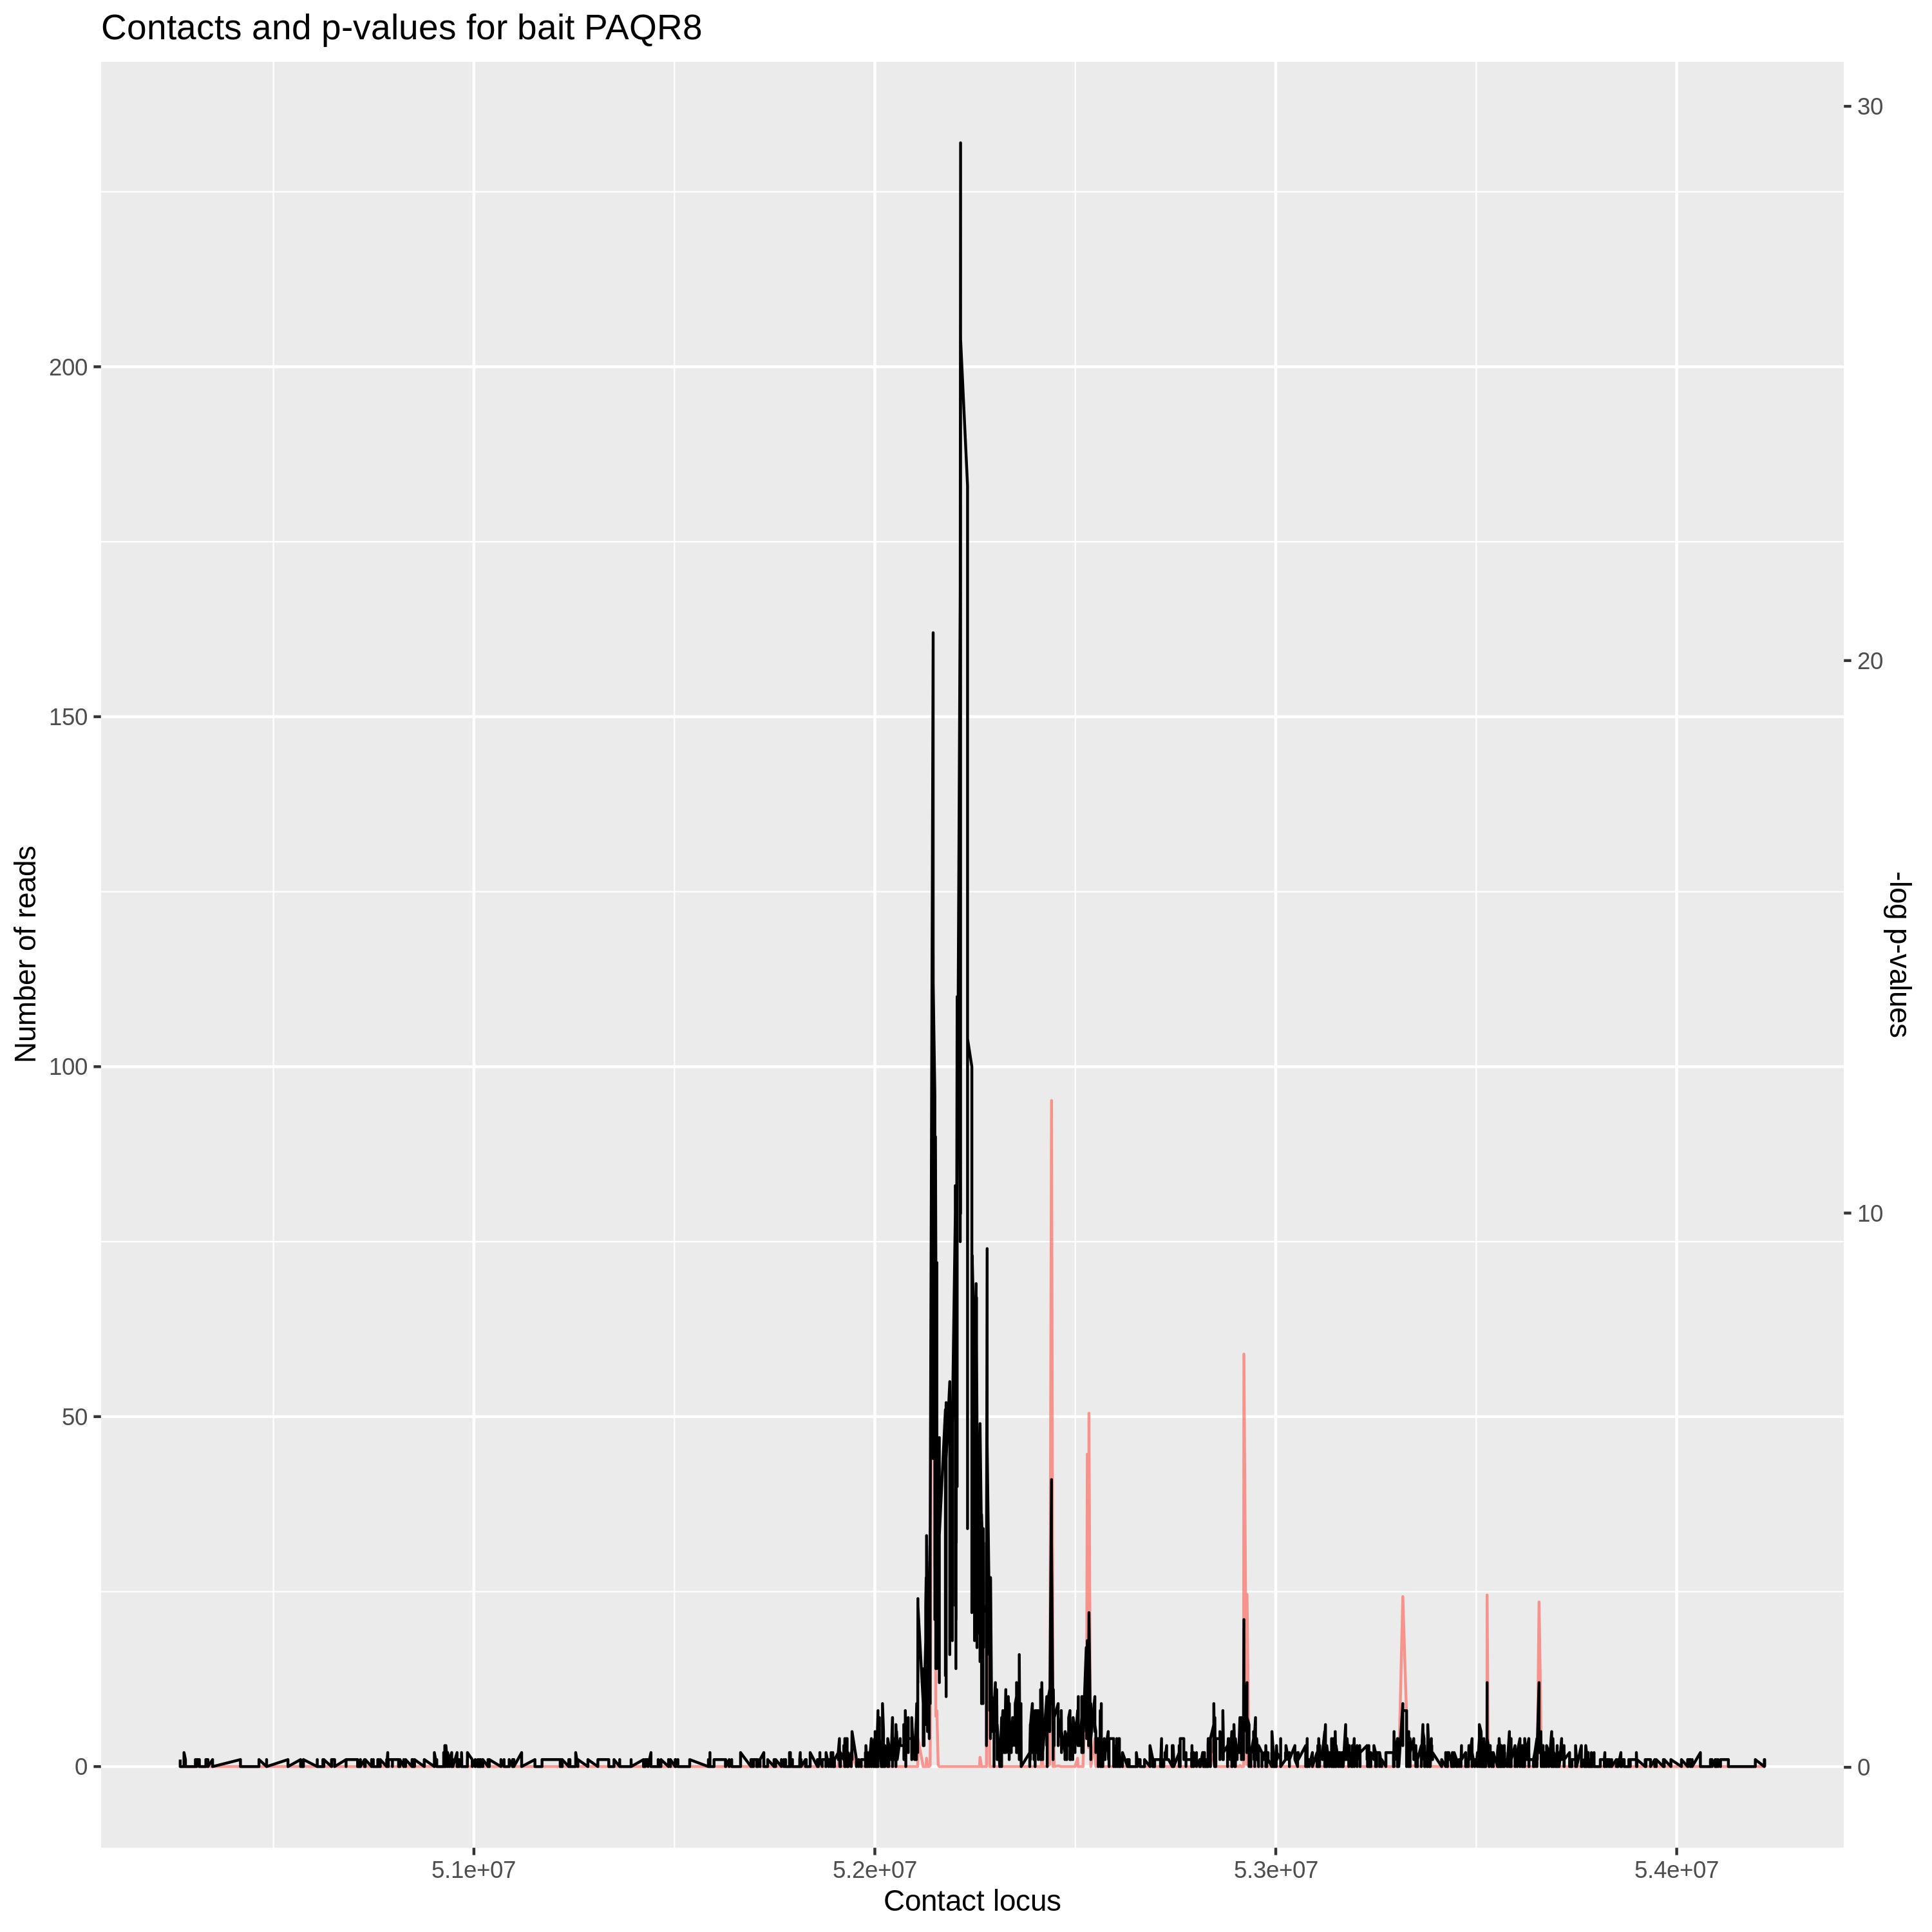 Contacts and p-values for bait PAQR8
Number of reads
200
150
100
50
0
30
20
10
0
-log p-values
5.1e+07
5.2e+07
5.3e+07
5.4e+07
Contact locus